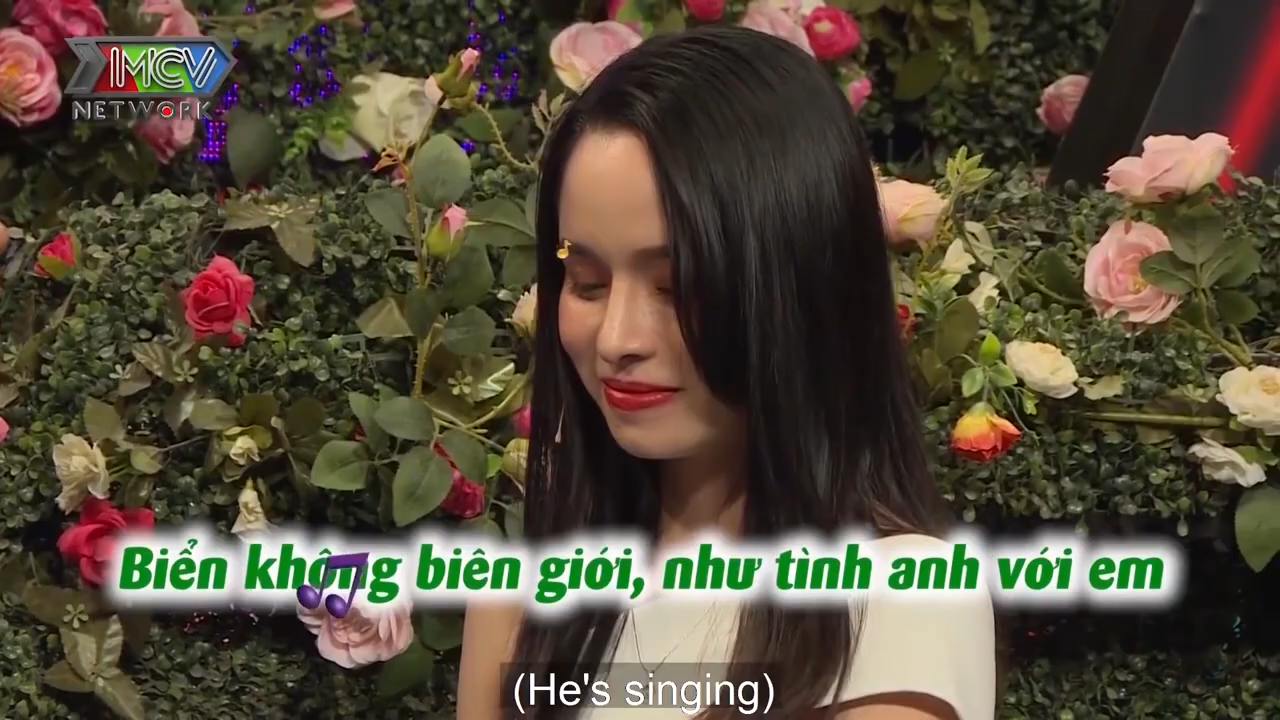 MCV
NETWORK
Biển không biên giới, như tình anh với em
(He's singing)